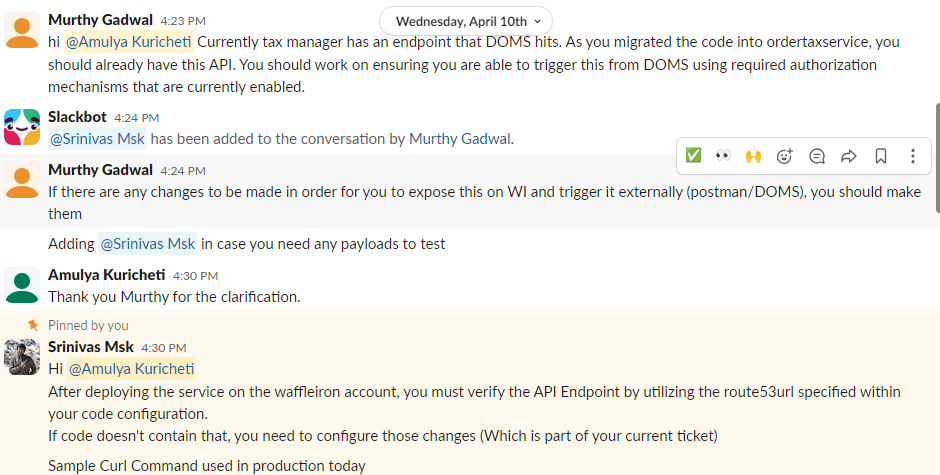 Wednesday, April 10th
Murthy Gadwal 4:23 PM
hi @Amulya Kuricheti Currently tax manager has an endpoint that DOMS hits. As you migrated the code into ordertaxservice, you
should already have this API. You should work on ensuring you are able to trigger this from DOMS using required authorization
mechanisms that are currently enabled.
Slackbot 4:24 PM
@Srinivas Msk has been added to the conversation by Murthy Gadwal.
Murthy Gadwal 4:24 PM
If there are any changes to be made in order for you to expose this on WI and trigger it externally (postman/DOMS), you should make
them
Adding @Srinivas Msk in case you need any payloads to test
Amulya Kuricheti 4:30 PM
Thank you Murthy for the clarification.
Pinned by you
Srinivas Msk 4:30 PM
Hi @Amulya Kuricheti
After deploying the service on the waffleiron account, you must verify the API Endpoint by utilizing the route53url specified within
your code configuration.
If code doesn't contain that, you need to configure those changes (Which is part of your current ticket)
Sample Curl Command used in production today